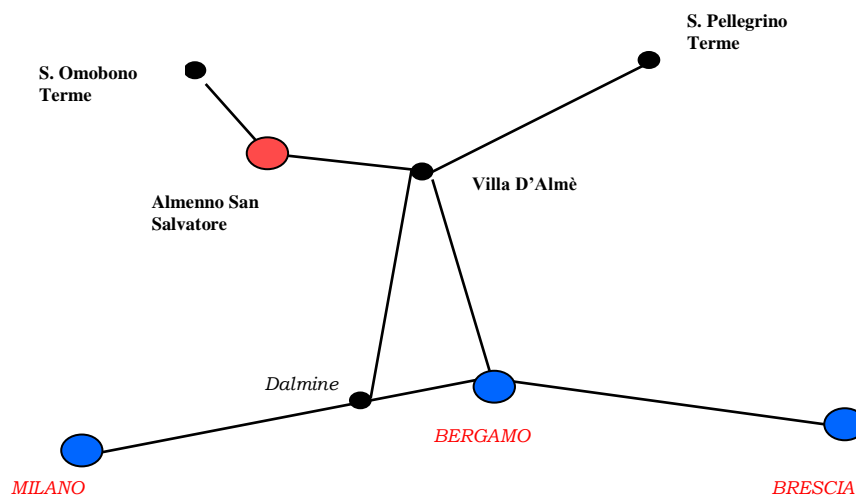 S. Pellegrino
Terme
S. Omobono
Terme
Villa D'Almè
Almenno San
Salvatore
Dalmine
BERGAMO
MILANO
BRESCIA